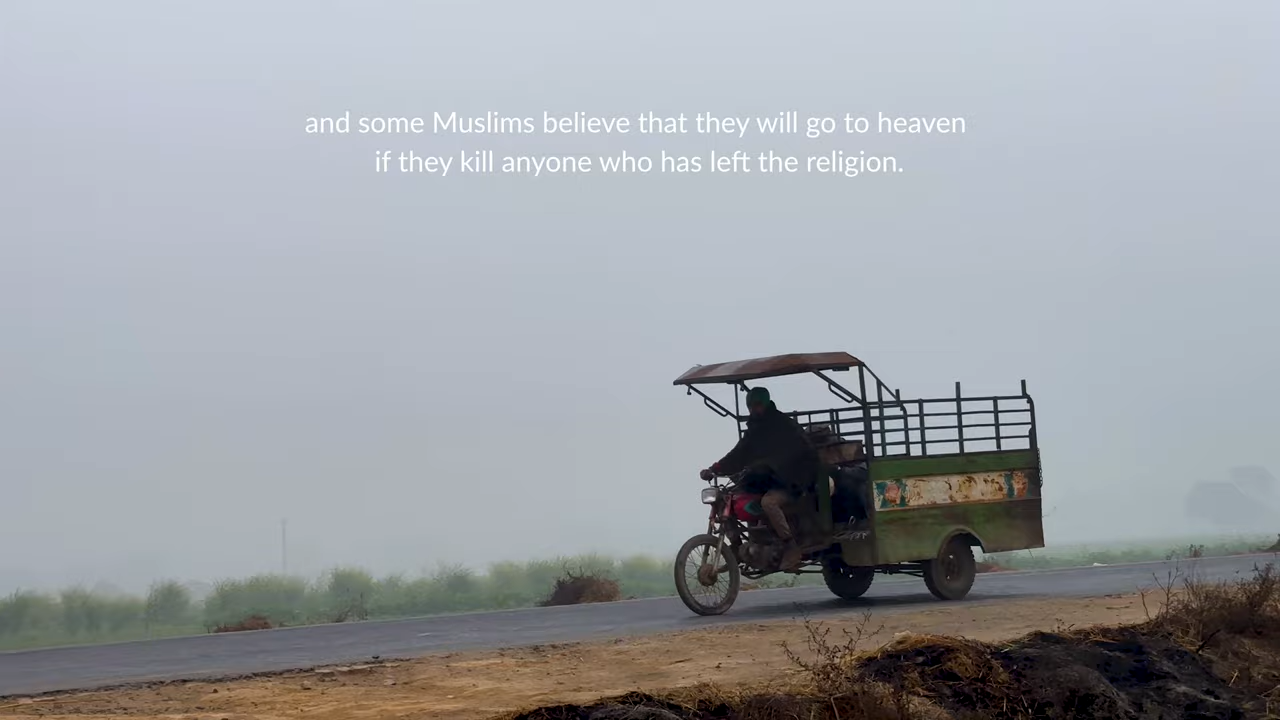 and some Muslims believe that they will go to heaven
if they kill anyone who has left the religion.